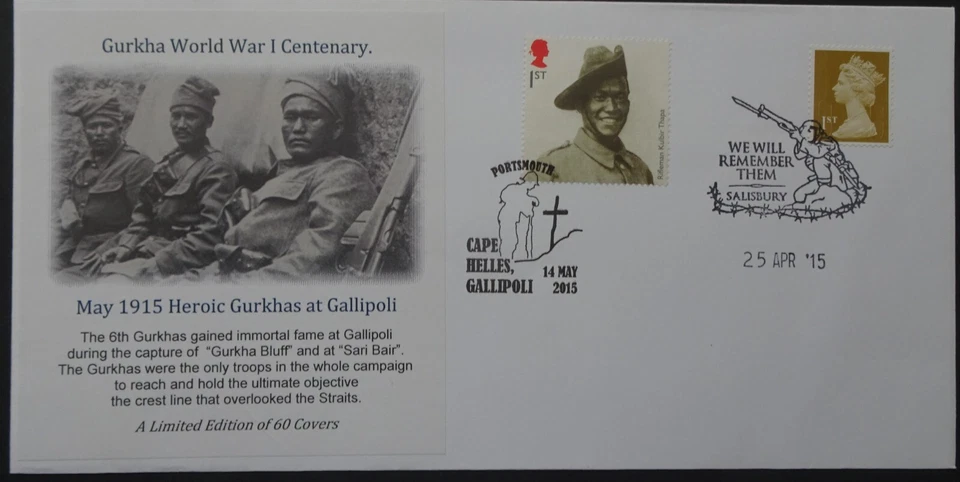 Gurkha World War I Centenary.
May 1915 Heroic Gurkhas at Gallipoli
The 6th Gurkhas gained immortal fame at Gallipoli
during the capture of "Gurkha Bluff" and at "Sari Bair".
The Gurkhas were the only troops in the whole campaign
to reach and hold the ultimate objective
the crest line that overlooked the Straits.
A Limited Edition of 60 Covers
1ST
Rifleman Kulbir Thapa
PORTSMOUTH
CAPE
HELLES,
GALLIPOLI
14 MAY
2015
1ST
WE WILL
REMEMBER
THEM
SALISBURY
25 APR '15